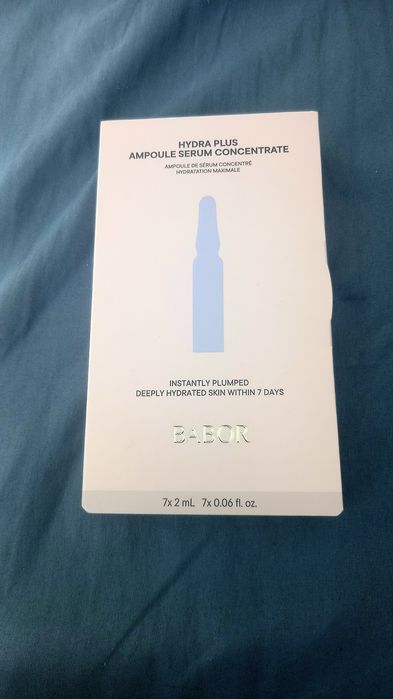 HYDRA PLUS
AMPOULE SERUM CONCENTRATE
AMPOULE DE SÉRUM CONCENTRÉ
HYDRATATION MAXIMALE
INSTANTLY PLUMPED
DEEPLY HYDRATED SKIN WITHIN 7 DAYS
BABOR
7x 2 mL 7x 0.06 fl. oz.